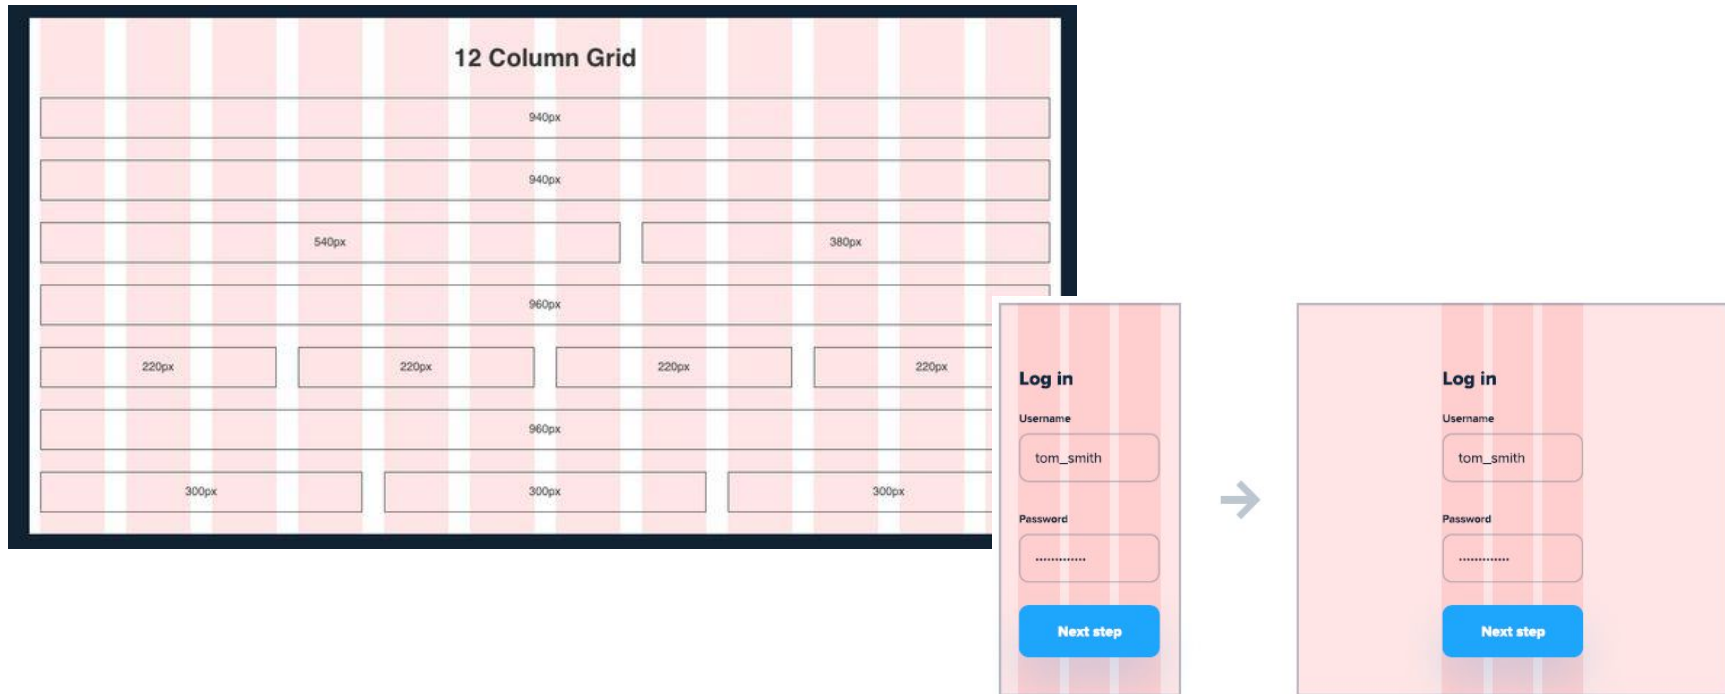 12 Column Grid
940px
940px
540px 380px
960px
220px 220px 220px 220px
960px
300px 300px 300px
Log in
Username
tom_smith
Password
.............
Next step
Log in
Username
tom_smith
Password
.............
Next step